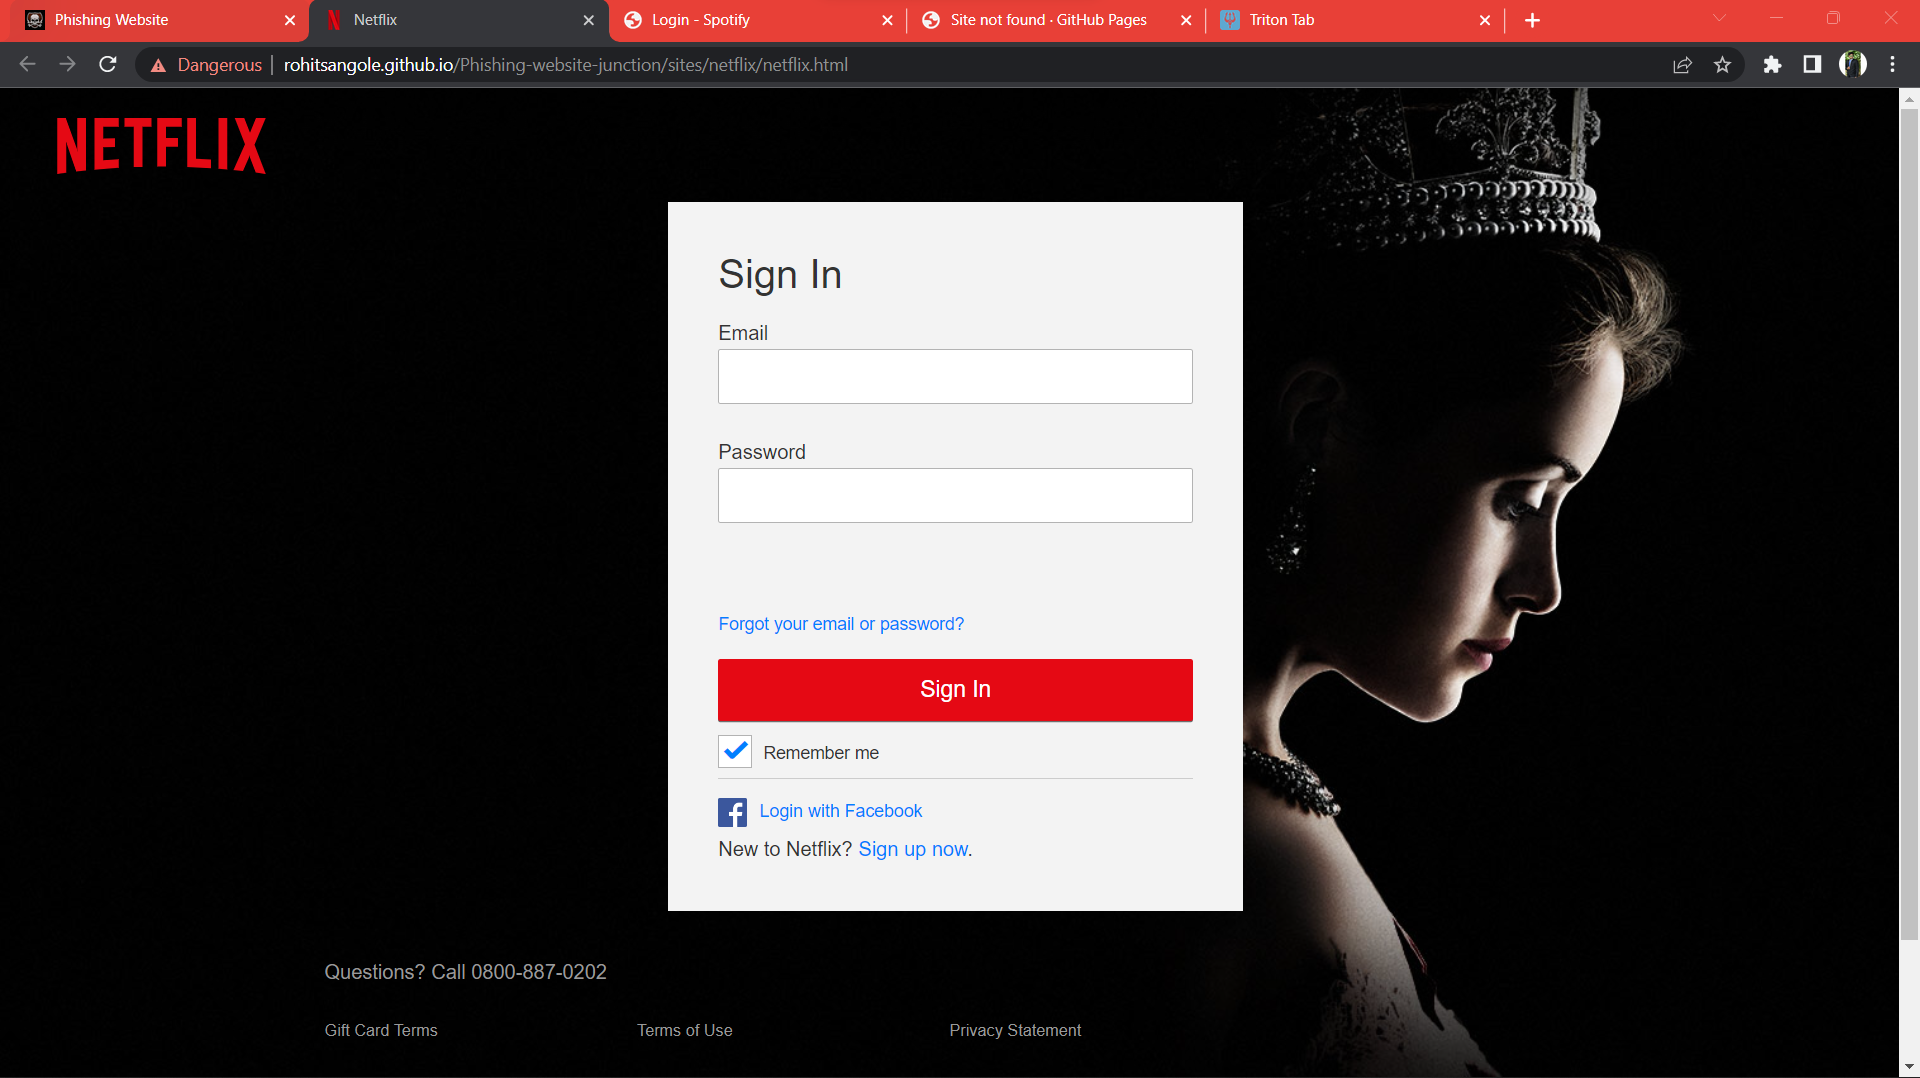 Phishing Website
Netflix
Login - Spotify
Site not found · GitHub Pages
Triton Tab
Dangerous
rohitsangole.github.io/Phishing-website-junction/sites/netflix/netflix.html
NETFLIX
Sign In
Email
Password
Forgot your email or password?
Sign In
Remember me
Login with Facebook
New to Netflix? Sign up now.
Questions? Call 0800-887-0202
Gift Card Terms
Terms of Use
Privacy Statement